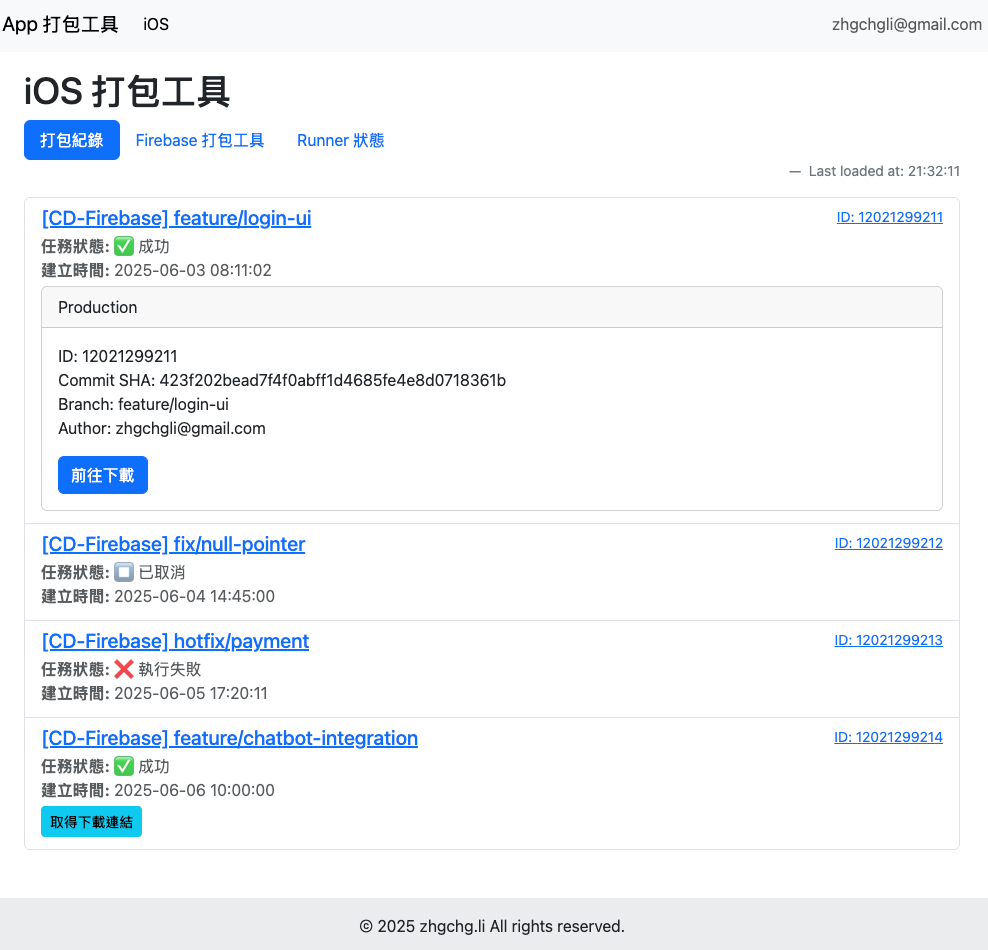 App 打包工具 iOS zhgchgli@gmail.com
iOS 打包工具
打包紀錄 Firebase 打包工具 Runner 狀態
— Last loaded at: 21:32:11
[CD-Firebase] feature/login-ui ID: 12021299211
任務狀態: ✅ 成功
建立時間: 2025-06-03 08:11:02
Production
ID: 12021299211
Commit SHA: 423f202bead7f4f0abff1d4685fe4e8d0718361b
Branch: feature/login-ui
Author: zhgchgli@gmail.com
前往下載
[CD-Firebase] fix/null-pointer ID: 12021299212
任務狀態: ⏹️ 已取消
建立時間: 2025-06-04 14:45:00
[CD-Firebase] hotfix/payment ID: 12021299213
任務狀態: ❌ 執行失敗
建立時間: 2025-06-05 17:20:11
[CD-Firebase] feature/chatbot-integration ID: 12021299214
任務狀態: ✅ 成功
建立時間: 2025-06-06 10:00:00
取得下載連結
© 2025 zhgchg.li All rights reserved.